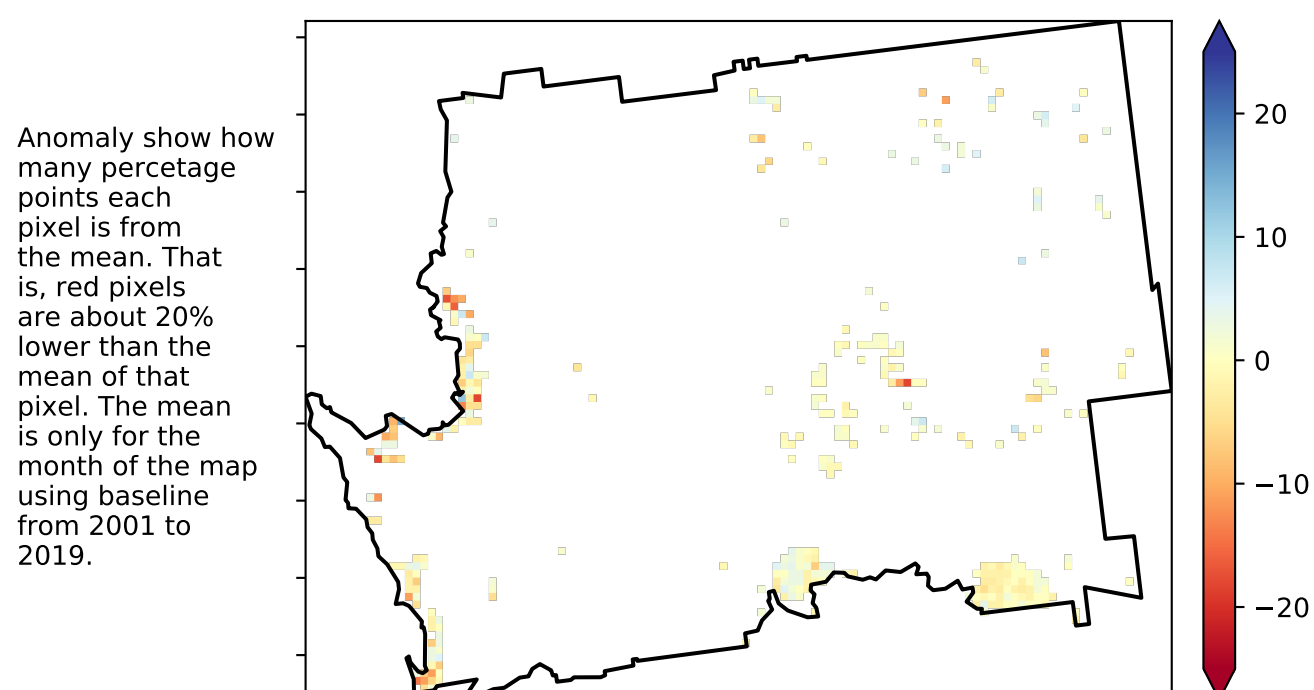 Anomaly show how
many percetage
points each
pixel is from
the mean. That
is, red pixels
are about 20%
lower than the
mean of that
pixel. The mean
is only for the
month of the map
using baseline
from 2001 to
2019.
20
10
0
−10
−20